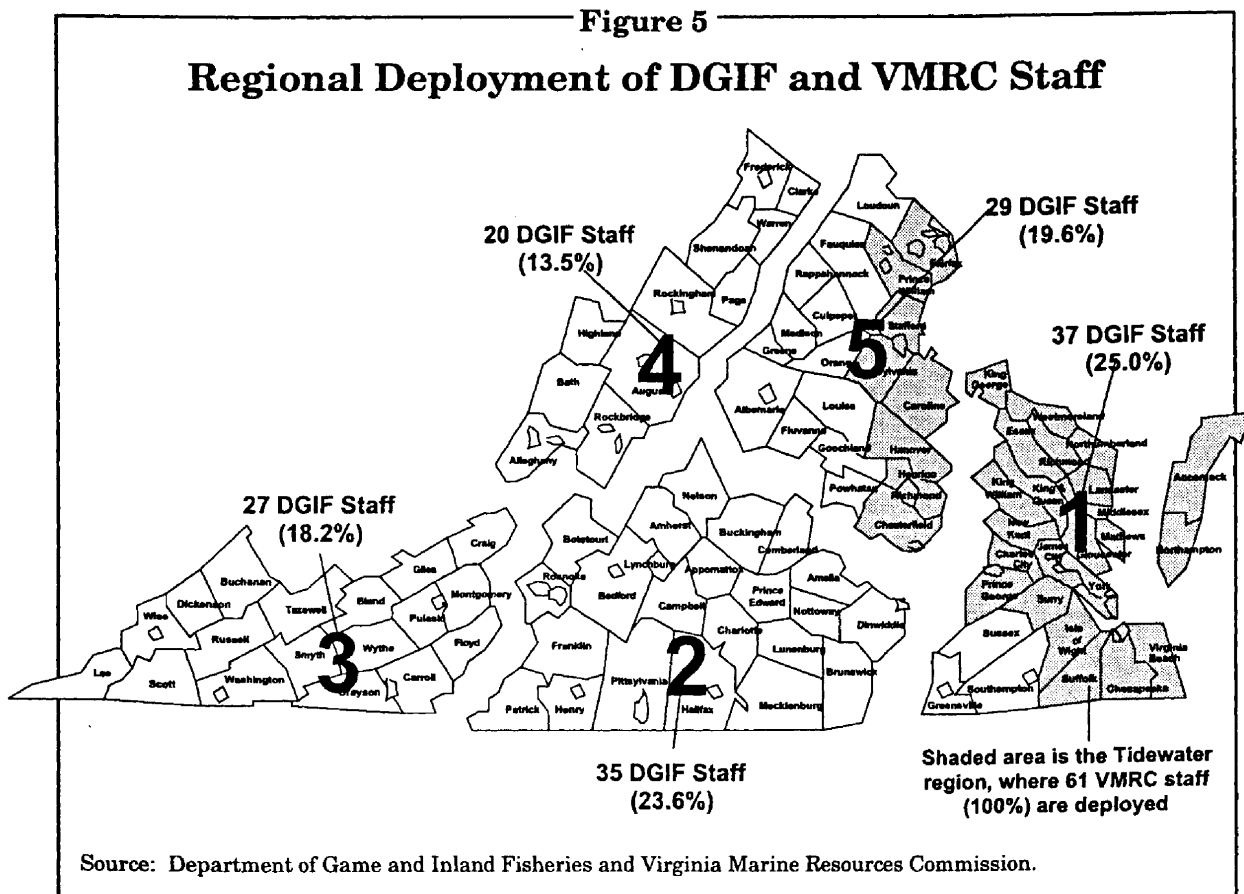 Figure 5
Regional Deployment of DGIF and VMRC Staff
20 DGIF Staff
(13.5%)
29 DGIF Staff
(19.6%)
37 DGIF Staff
(25.0%)
27 DGIF Staff
(18.2%)
35 DGIF Staff
(23.6%)
4
Frederick
Clarke
Warren
Shenandoah
Page
Rockingham
Highland
Augusta
Bath
Rockbridge
Alleghany
5
Loudoun
Fauquier
Fairfax
Prince
William
Rappahannock
Culpeper
Stafford
Madison
Greene
Orange
Albemarle
Louisa
Caroline
Fluvanna
Goochland
Hanover
Henrico
Powhatan
Richmond
Chesterfield
1
King
George
Westmoreland
Essex
Northumberland
Richmond
King
William
King &
Queen
Lancaster
Middlesex
New
Kent
Mathews
Gloucester
James
City
Charles
City
York
Prince
George
Surry
Sussex
Isle
of
Wight
Southampton
Suffolk
Greensville
Chesapeake
Virginia
Beach
Accomack
Northampton
3
Craig
Giles
Buchanan
Dickenson
Tazewell
Bland
Montgomery
Pulaski
Wise
Russell
Wythe
Floyd
Smyth
Lee
Scott
Washington
Grayson
Carroll
2
Nelson
Amherst
Buckingham
Botetourt
Cumberland
Lynchburg
Appomattox
Roanoke
Bedford
Amelia
Campbell
Prince
Edward
Nottoway
Dinwiddie
Charlotte
Franklin
Lunenburg
Brunswick
Pittsylvania
Patrick
Henry
Halifax
Mecklenburg
Shaded area is the Tidewater
region, where 61 VMRC staff
(100%) are deployed
Source: Department of Game and Inland Fisheries and Virginia Marine Resources Commission.